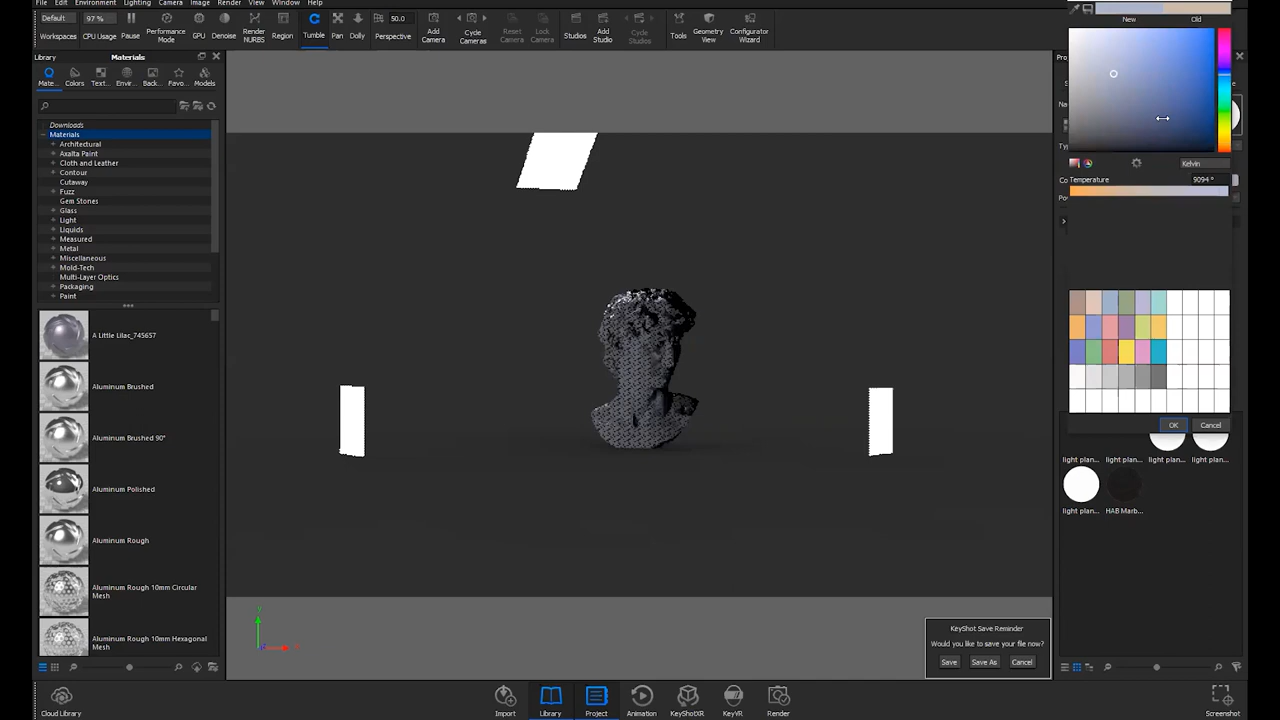 File Edit Environment Lighting Camera Image Render View Window Help
Default 97 % 50.0
Workspaces CPU Usage Pause Performance Mode GPU Denoise Render NURBS Region Tumble Pan Dolly Perspective Add Camera Cycle Cameras Reset Camera Lock Camera Studios Add Studio Cycle Studios Tools Geometry View Configurator Wizard
New Old
Library Materials
Mate... Colors Text... Envir... Back... Favo... Models
Downloads
Materials
Architectural
Axalta Paint
Cloth and Leather
Contour
Cutaway
Fuzz
Gem Stones
Glass
Light
Liquids
Measured
Metal
Miscellaneous
Mold-Tech
Multi-Layer Optics
Packaging
Paint
A Little Lilac_745657
Aluminum Brushed
Aluminum Brushed 90°
Aluminum Polished
Aluminum Rough
Aluminum Rough 10mm Circular Mesh
Aluminum Rough 10mm Hexagonal Mesh
Kelvin
Temperature 9094 °
OK Cancel
light plan... light plan... light plan... light plan...
light plan... HAB Marb...
KeyShot Save Reminder
Would you like to save your file now?
Save Save As Cancel
Cloud Library Import Library Project Animation KeyShotXR KeyVR Render Screenshot